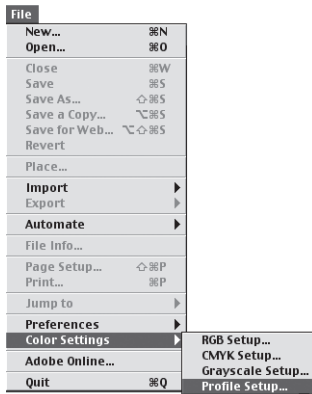 File
New... ⌘N
Open... ⌘O
Close ⌘W
Save ⌘S
Save As... ⇧⌘S
Save a Copy... ⌥⌘S
Save for Web... ⌥⇧⌘S
Revert
Place...
Import
Export
Automate
File Info...
Page Setup... ⇧⌘P
Print... ⌘P
Jump to
Preferences
Color Settings
RGB Setup...
CMYK Setup...
Grayscale Setup...
Profile Setup...
Adobe Online...
Quit ⌘Q